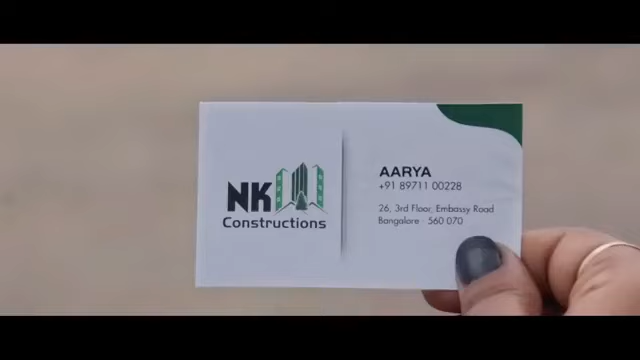 NK
Constructions
AARYA
+91 89711 00228
26, 3rd Floor, Embassy Road
Bangalore - 560 070